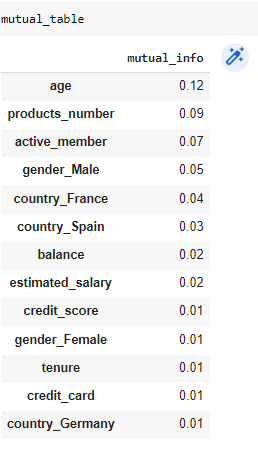 mutual_table
mutual_info
age 0.12
products_number 0.09
active_member 0.07
gender_Male 0.05
country_France 0.04
country_Spain 0.03
balance 0.02
estimated_salary 0.02
credit_score 0.01
gender_Female 0.01
tenure 0.01
credit_card 0.01
country_Germany 0.01